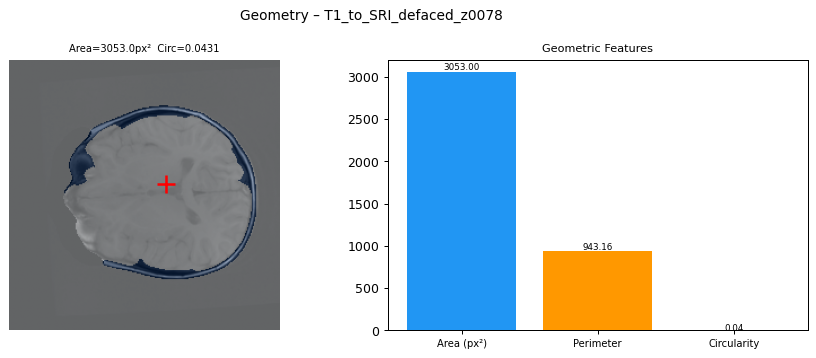 Geometry – T1_to_SRI_defaced_z0078
Area=3053.0px²  Circ=0.0431
Geometric Features
3053.00
943.16
0.04
3000
2500
2000
1500
1000
500
0
Area (px²)
Perimeter
Circularity